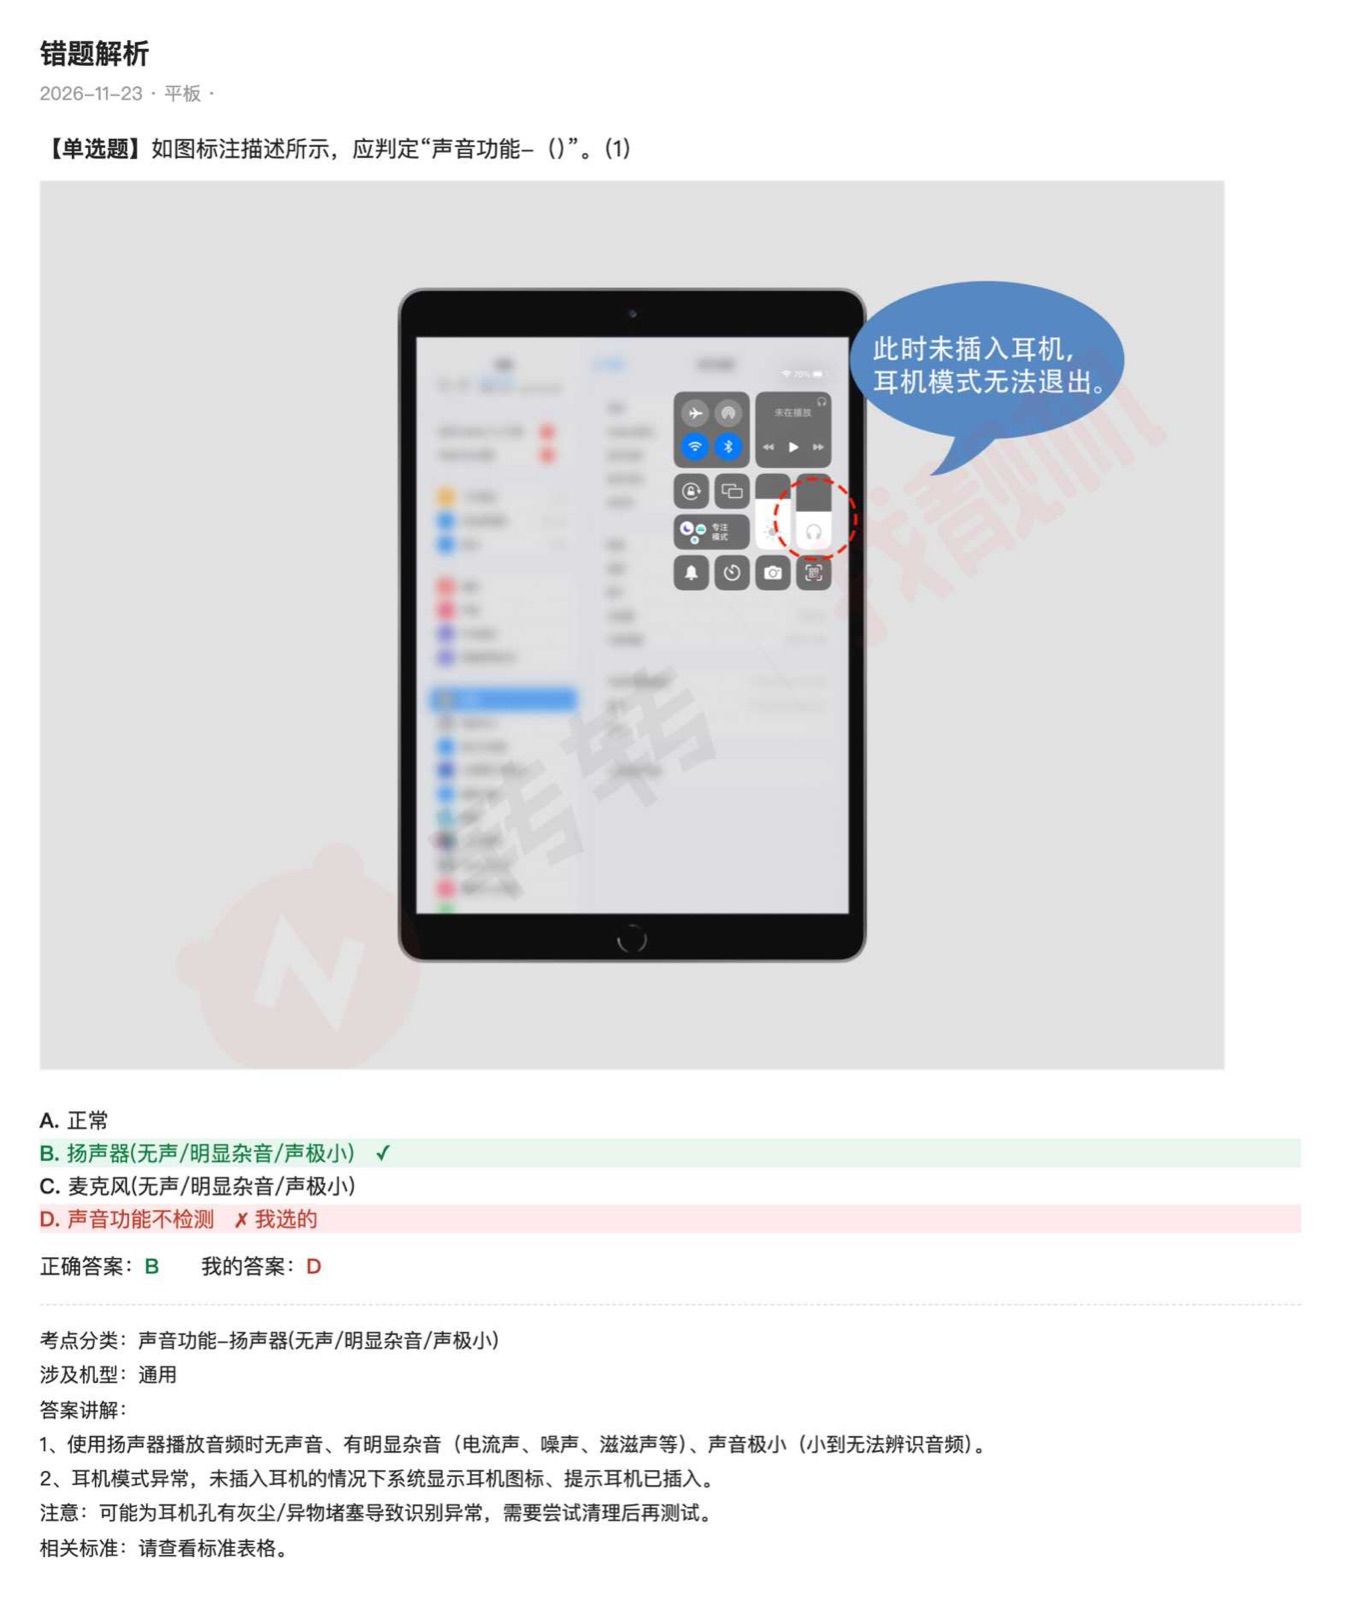 错题解析
2026-11-23 · 平板 ·
【单选题】如图标注描述所示，应判定“声音功能-（）”。(1)
此时未插入耳机，
耳机模式无法退出。
70%
未在播放
专注
模式
转转
找靓机
A. 正常
B. 扬声器(无声/明显杂音/声极小) ✓
C. 麦克风(无声/明显杂音/声极小)
D. 声音功能不检测 ✗ 我选的
正确答案：B 我的答案：D
考点分类：声音功能-扬声器(无声/明显杂音/声极小)
涉及机型：通用
答案讲解：
1、使用扬声器播放音频时无声音、有明显杂音（电流声、噪声、滋滋声等）、声音极小（小到无法辨识音频）。
2、耳机模式异常，未插入耳机的情况下系统显示耳机图标、提示耳机已插入。
注意：可能为耳机孔有灰尘/异物堵塞导致识别异常，需要尝试清理后再测试。
相关标准：请查看标准表格。